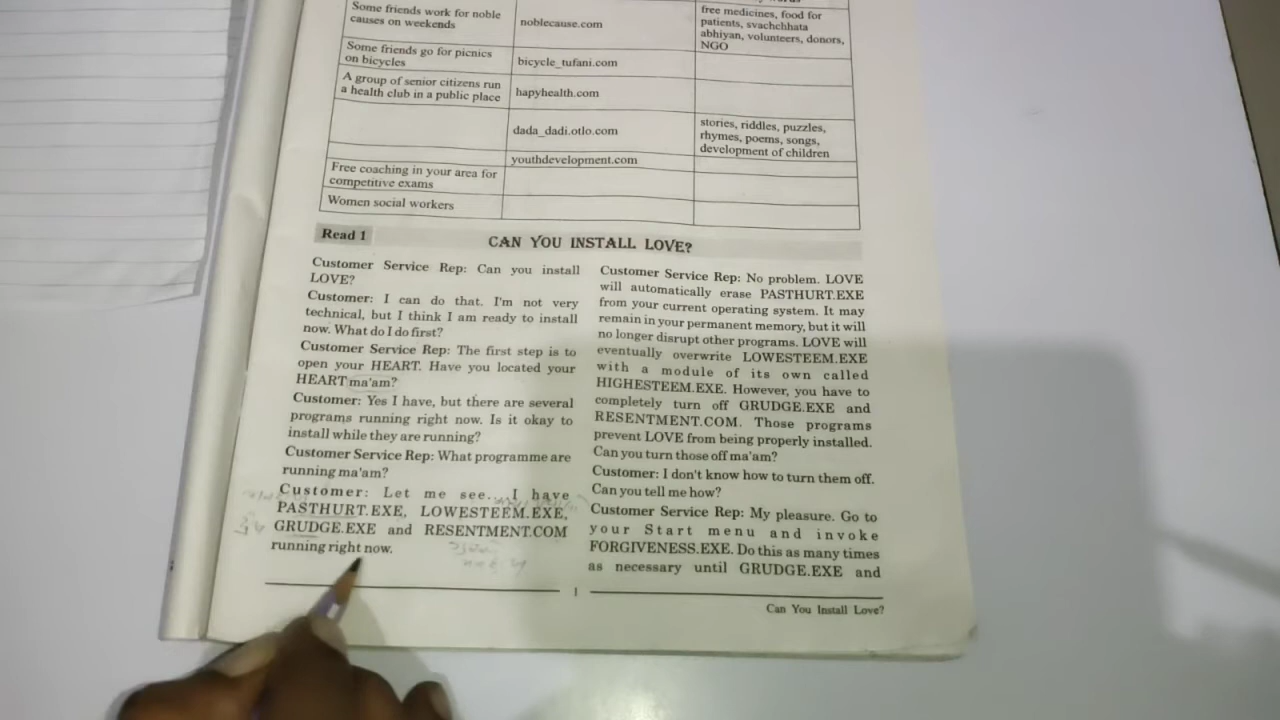 Some friends work for noble
causes on weekends
noblecause.com
free medicines, food for
patients, svachchhata
abhiyan, volunteers, donors,
NGO
Some friends go for picnics
on bicycles
bicycle_tufani.com
A group of senior citizens run
a health club in a public place
hapyhealth.com
dada_dadi.otlo.com
stories, riddles, puzzles,
rhymes, poems, songs,
development of children
youthdevelopment.com
Free coaching in your area for
competitive exams
Women social workers
Read 1
CAN YOU INSTALL LOVE?
Customer Service Rep: Can you install
LOVE?
Customer: I can do that. I'm not very
technical, but I think I am ready to install
now. What do I do first?
Customer Service Rep: The first step is to
open your HEART. Have you located your
HEART ma'am?
Customer: Yes I have, but there are several
programs running right now. Is it okay to
install while they are running?
Customer Service Rep: What programme are
running ma'am?
Customer: Let me see....I have
PASTHURT.EXE, LOWESTEEM.EXE,
GRUDGE.EXE and RESENTMENT.COM
running right now.
Customer Service Rep: No problem. LOVE
will automatically erase PASTHURT.EXE
from your current operating system. It may
remain in your permanent memory, but it will
no longer disrupt other programs. LOVE will
eventually overwrite LOWESTEEM.EXE
with a module of its own called
HIGHESTEEM.EXE. However, you have to
completely turn off GRUDGE.EXE and
RESENTMENT.COM. Those programs
prevent LOVE from being properly installed.
Can you turn those off ma'am?
Customer: I don't know how to turn them off.
Can you tell me how?
Customer Service Rep: My pleasure. Go to
your Start menu and invoke
FORGIVENESS.EXE. Do this as many times
as necessary until GRUDGE.EXE and
1
Can You Install Love?